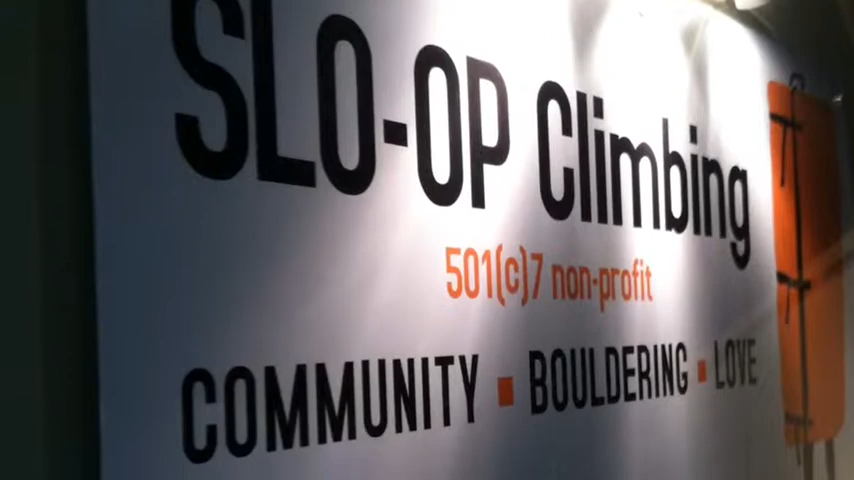 SLO-OP Climbing
501(c)7 non-profit
COMMUNITY ▪ BOULDERING ▪ LOVE